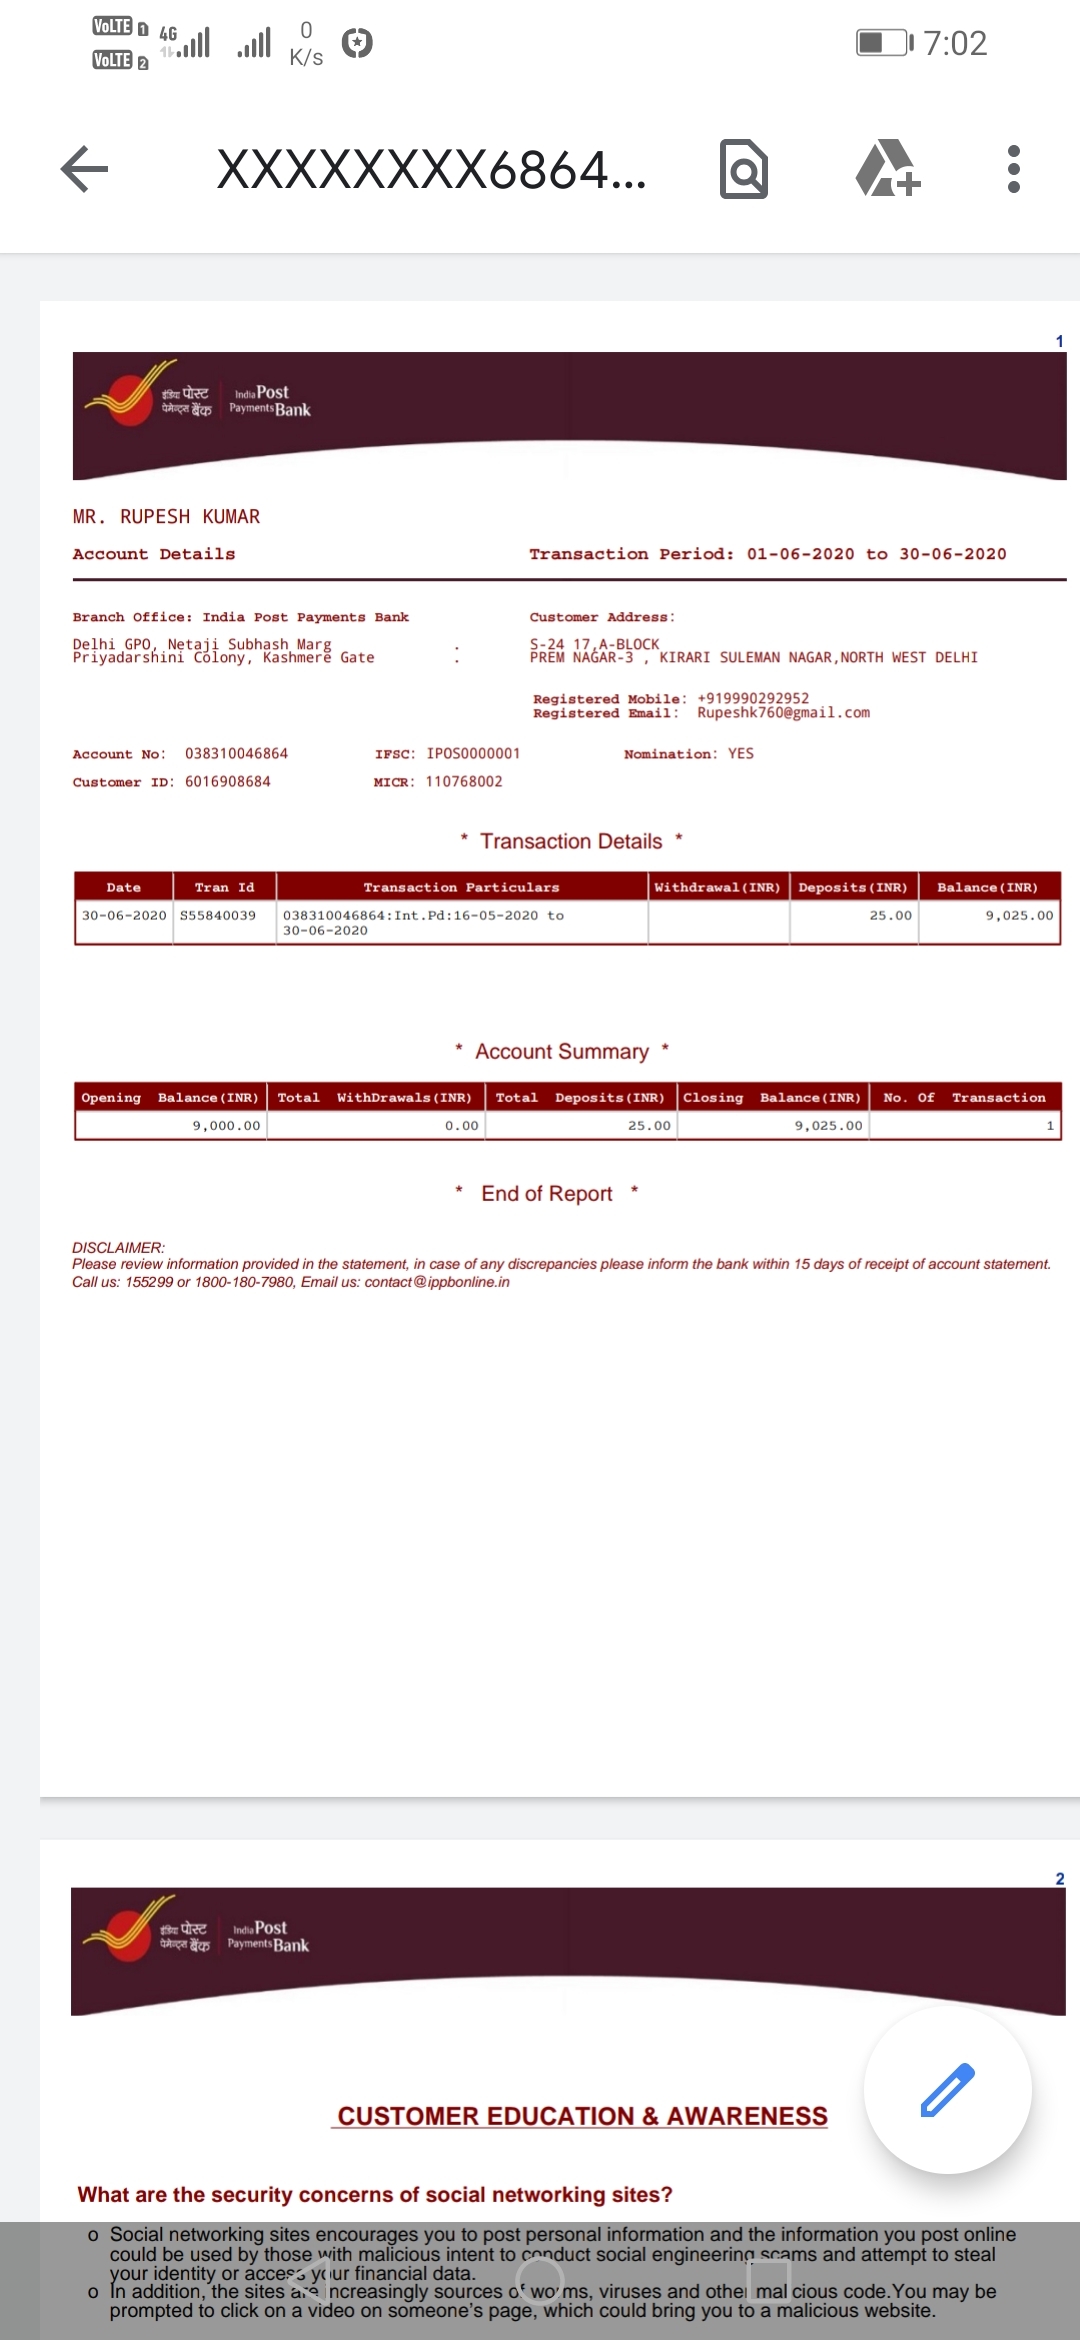 VoLTE 1 4G 0 7:02
VoLTE 2 K/s
XXXXXXXX6864...
1
इंडिया पोस्ट India Post
पेमेन्ट्स बैंक Payments Bank
MR. RUPESH KUMAR
Account Details Transaction Period: 01-06-2020 to 30-06-2020
Branch Office: India Post Payments Bank Customer Address:
Delhi GPO, Netaji Subhash Marg . S-24 17,A-BLOCK
Priyadarshini Colony, Kashmere Gate . PREM NAGAR-3 , KIRARI SULEMAN NAGAR,NORTH WEST DELHI
Registered Mobile: +919990292952
Registered Email: Rupeshk760@gmail.com
Account No: 038310046864 IFSC: IPOS0000001 Nomination: YES
Customer ID: 6016908684 MICR: 110768002
* Transaction Details *
Date Tran Id Transaction Particulars Withdrawal(INR) Deposits(INR) Balance(INR)
30-06-2020 S55840039 038310046864:Int.Pd:16-05-2020 to 25.00 9,025.00
30-06-2020
* Account Summary *
Opening Balance(INR) Total WithDrawals(INR) Total Deposits(INR) Closing Balance(INR) No. Of Transaction
9,000.00 0.00 25.00 9,025.00 1
* End of Report *
DISCLAIMER:
Please review information provided in the statement, in case of any discrepancies please inform the bank within 15 days of receipt of account statement.
Call us: 155299 or 1800-180-7980, Email us: contact@ippbonline.in
2
इंडिया पोस्ट India Post
पेमेन्ट्स बैंक Payments Bank
CUSTOMER EDUCATION & AWARENESS
What are the security concerns of social networking sites?
o Social networking sites encourages you to post personal information and the information you post online
could be used by those with malicious intent to conduct social engineering scams and attempt to steal
your identity or access your financial data.
o In addition, the sites are increasingly sources of worms, viruses and other malicious code.You may be
prompted to click on a video on someone's page, which could bring you to a malicious website.